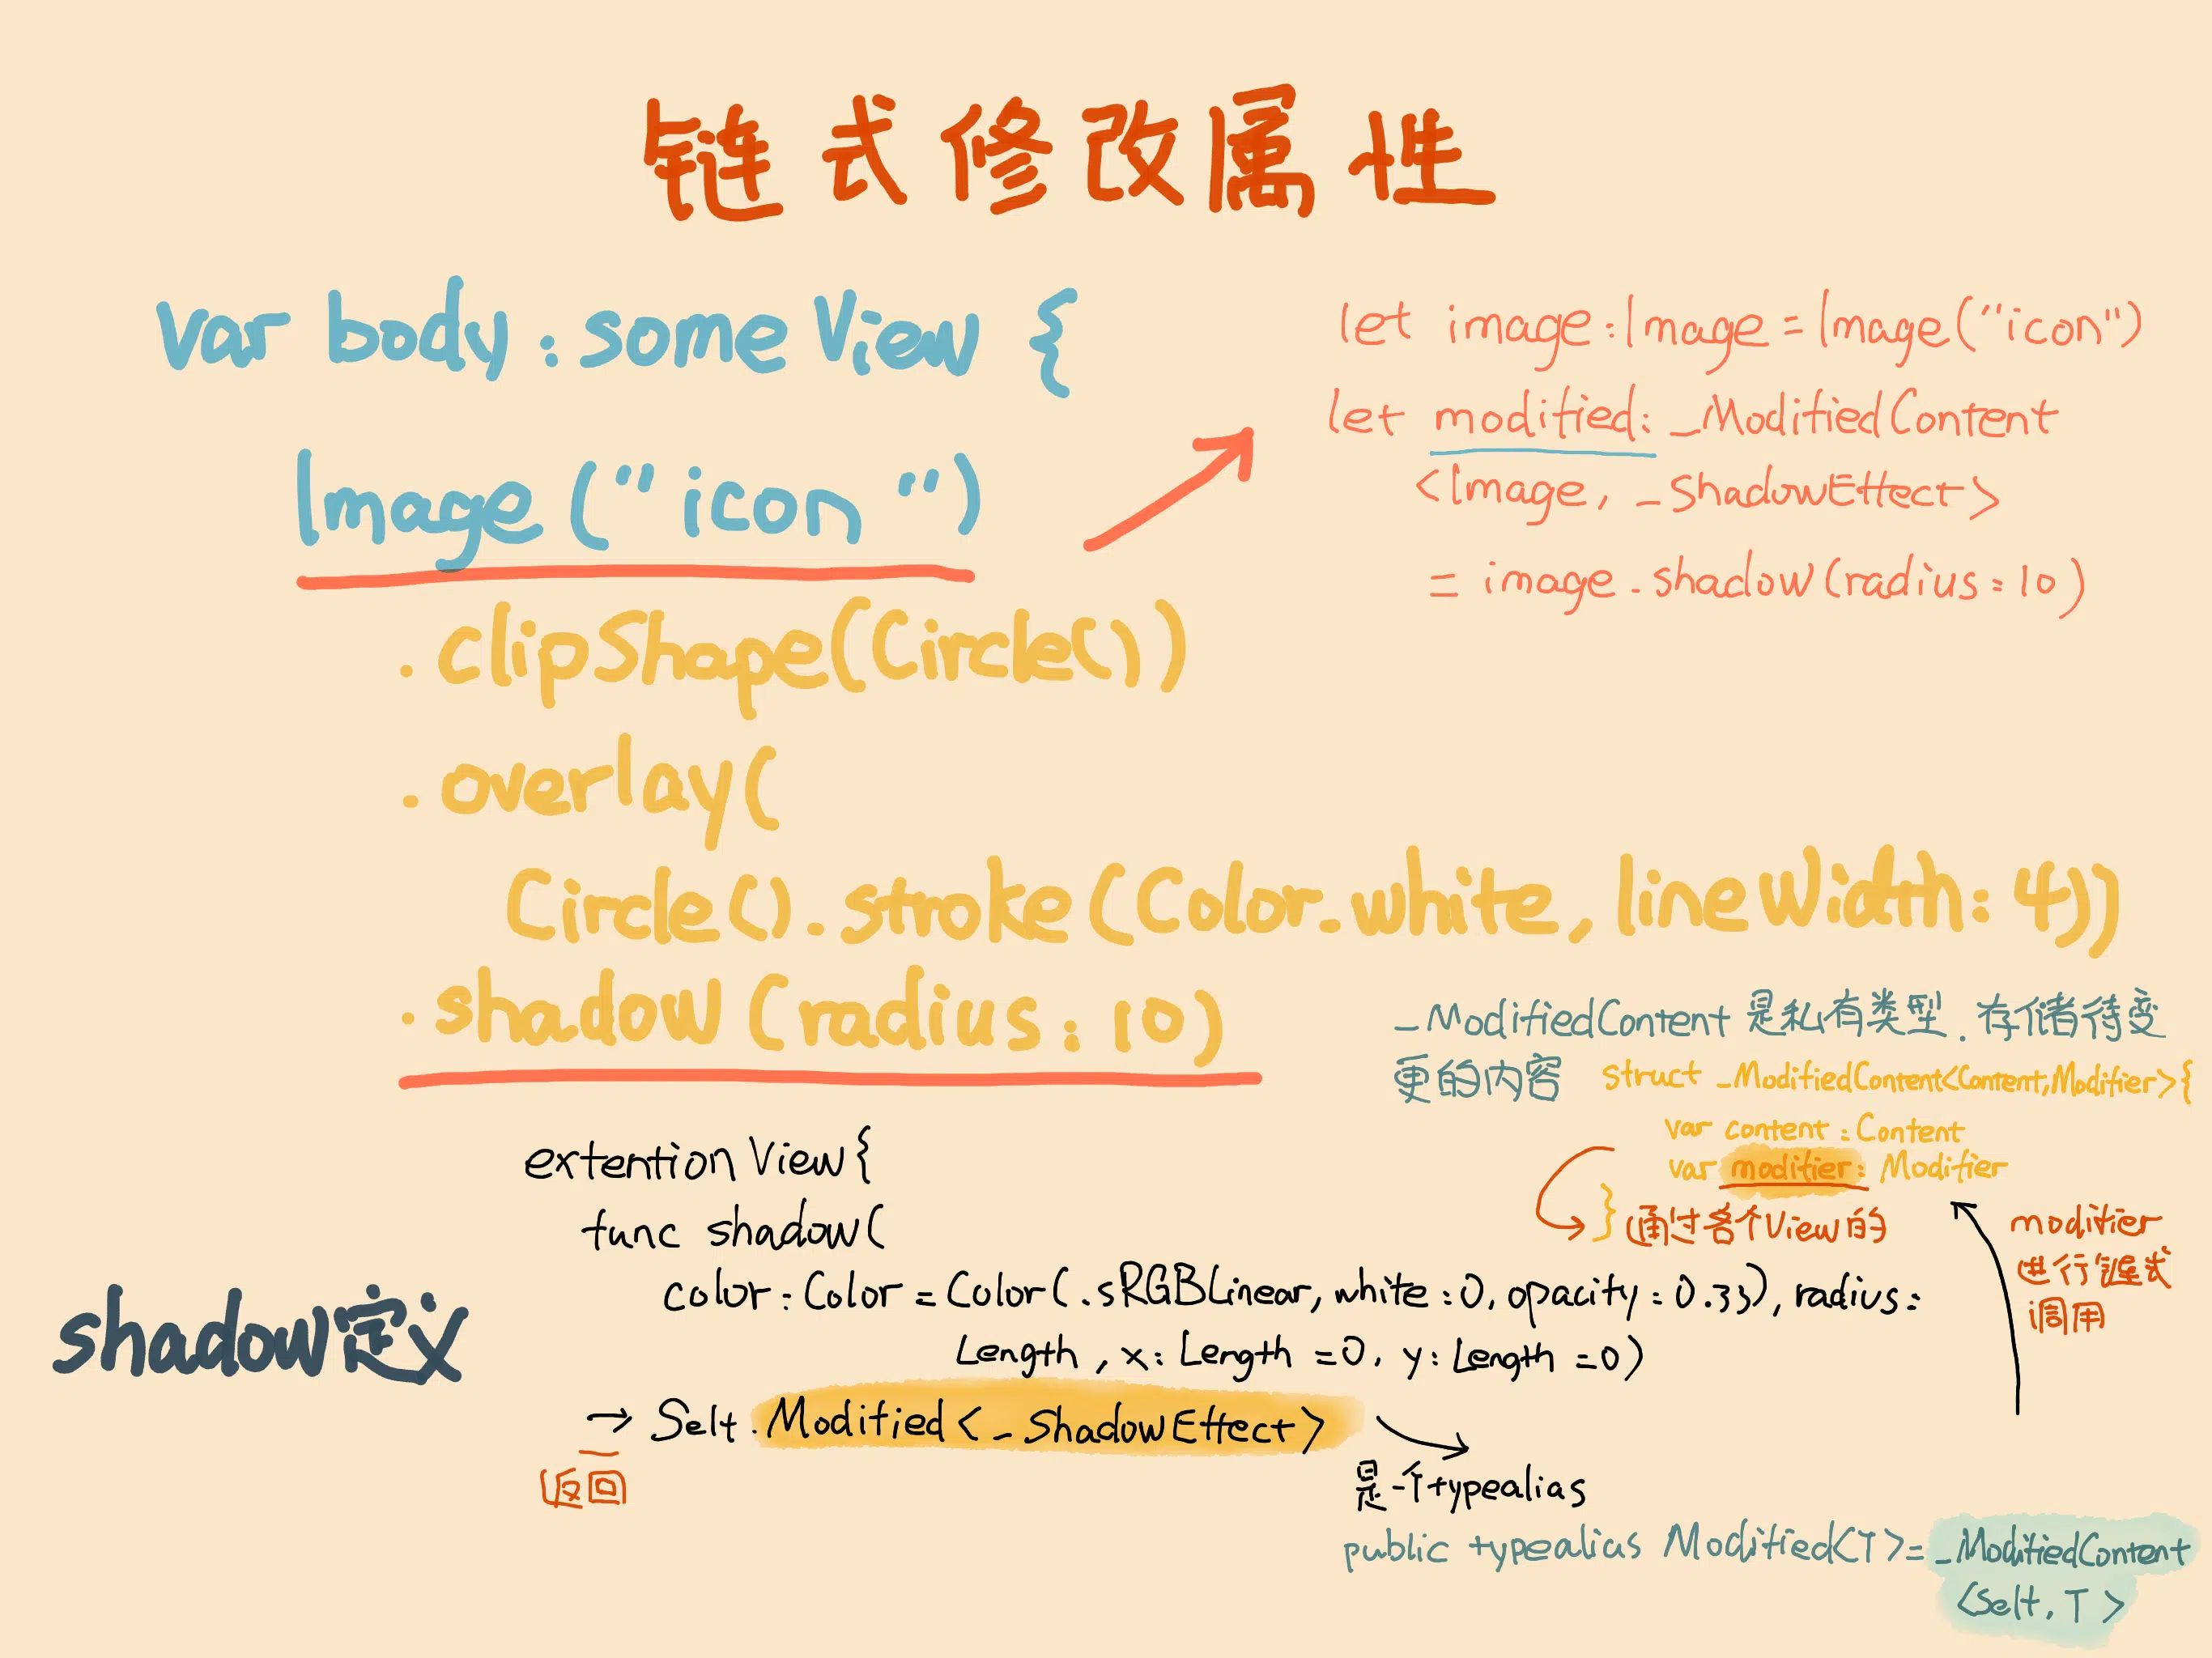 链式修改属性
var body : some View {
Image ("icon")
.clipShape(Circle())
.overlay(
Circle().stroke(Color.white, lineWidth: 4))
.shadow(radius: 10)
let image: Image = Image("icon")
let modified: _ModifiedContent
<Image, _ShadowEffect>
= image.shadow(radius: 10)
_ModifiedContent 是私有类型.存储待变
更的内容 struct _ModifiedContent<Content,Modifier>{
var content : Content
var modifier : Modifier
} 通过各个View的
modifier
进行链式
调用
shadow定义
extention View {
func shadow(
color : Color = Color(.sRGBLinear, white : 0, opacity : 0.33), radius :
Length, x: Length = 0, y: Length = 0)
→ Self.Modified<_ShadowEffect>
返回
是一个typealias
public typealias Modified<T> = _ModifiedContent
<Self, T>